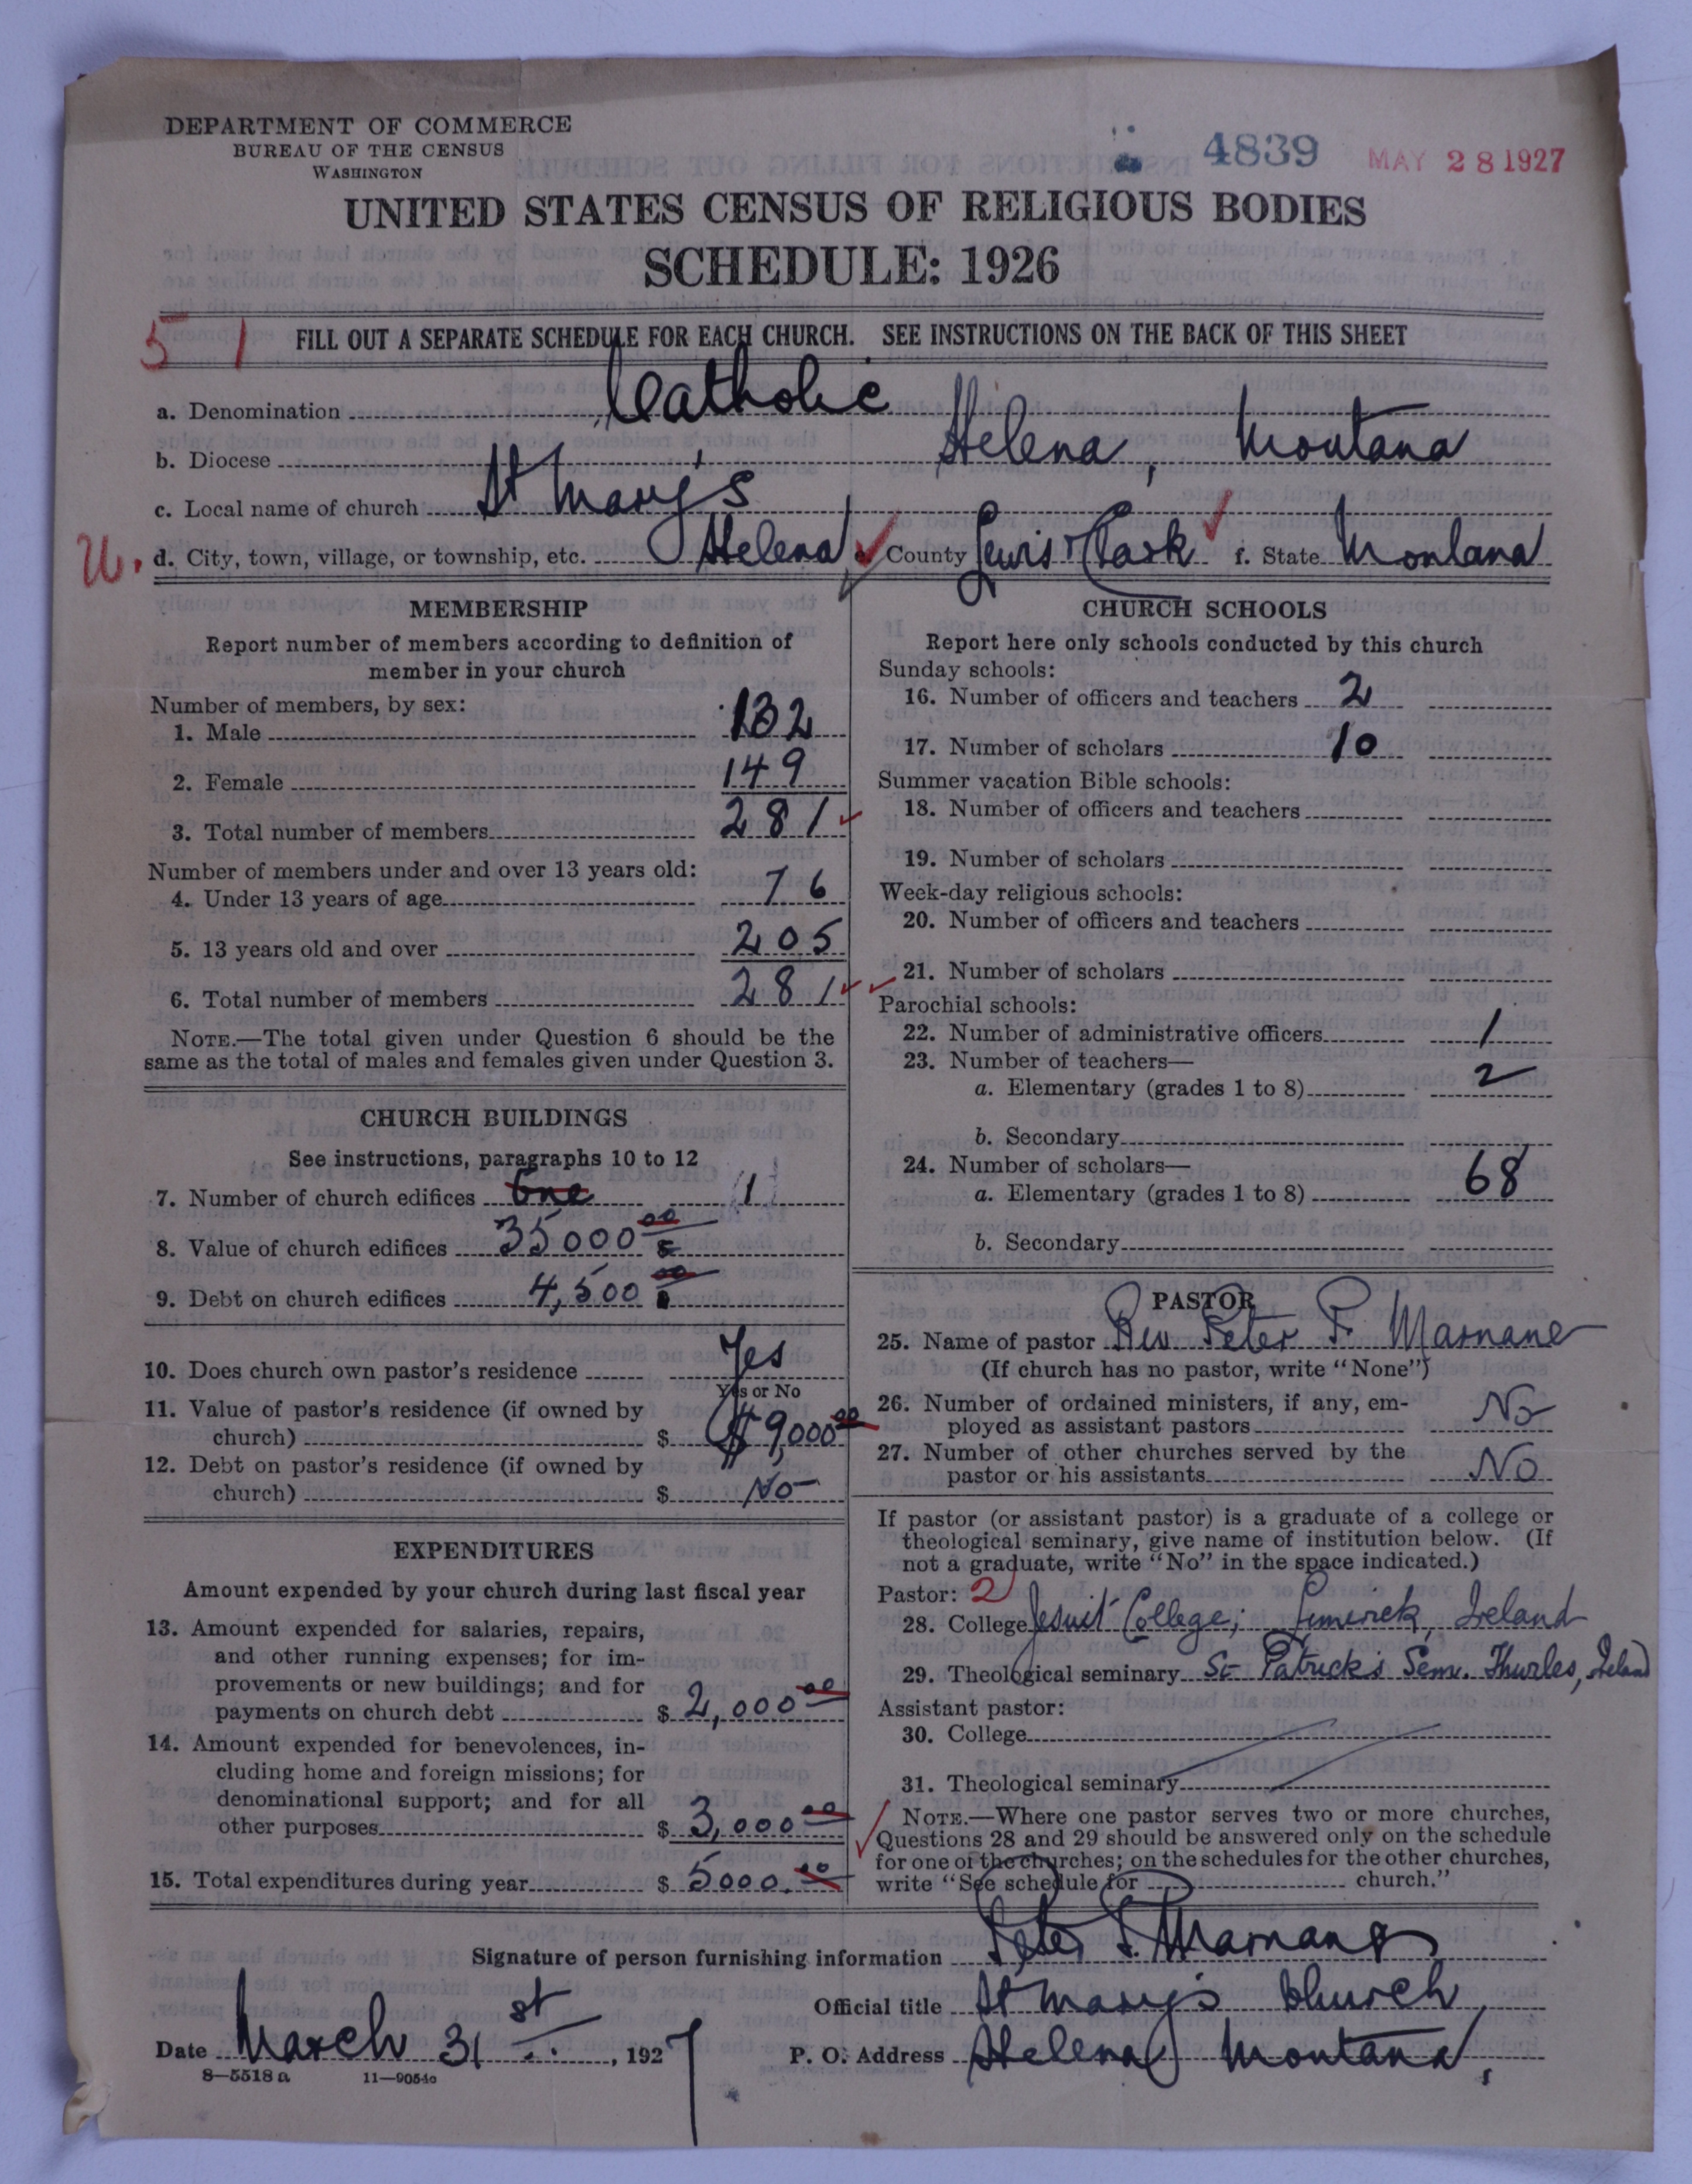 DEPARTMENT OF COMMERCE
BUREAU OF THE CENSUS
WASHINGTON
4839 MAY 28 1927
UNITED STATES CENSUS OF RELIGIOUS BODIES
SCHEDULE: 1926
5 1 FILL OUT A SEPARATE SCHEDULE FOR EACH CHURCH. SEE INSTRUCTIONS ON THE BACK OF THIS SHEET
a. Denomination Catholic
b. Diocese Helena, Montana
c. Local name of church St Mary's
d. City, town, village, or township, etc. Helena e. County Lewis & Clark f. State Montana
MEMBERSHIP
Report number of members according to definition of
member in your church
Number of members, by sex:
1. Male 132
2. Female 149
3. Total number of members 281
Number of members under and over 13 years old:
4. Under 13 years of age 76
5. 13 years old and over 205
6. Total number of members 281
NOTE.—The total given under Question 6 should be the
same as the total of males and females given under Question 3.
CHURCH BUILDINGS
See instructions, paragraphs 10 to 12
7. Number of church edifices One 1
8. Value of church edifices 35000 00
9. Debt on church edifices 4,500 00
10. Does church own pastor's residence Yes
Yes or No
11. Value of pastor's residence (if owned by
church) $ $9,000 00
12. Debt on pastor's residence (if owned by
church) $ No
EXPENDITURES
Amount expended by your church during last fiscal year
13. Amount expended for salaries, repairs,
and other running expenses; for im-
provements or new buildings; and for
payments on church debt $ 2,000 00
14. Amount expended for benevolences, in-
cluding home and foreign missions; for
denominational support; and for all
other purposes $ 3,000 00
15. Total expenditures during year $ 5000. 00
CHURCH SCHOOLS
Report here only schools conducted by this church
Sunday schools:
16. Number of officers and teachers 2
17. Number of scholars 10
Summer vacation Bible schools:
18. Number of officers and teachers
19. Number of scholars
Week-day religious schools:
20. Number of officers and teachers
21. Number of scholars
Parochial schools:
22. Number of administrative officers 1
23. Number of teachers—
a. Elementary (grades 1 to 8) 2
b. Secondary
24. Number of scholars—
a. Elementary (grades 1 to 8) 68
b. Secondary
PASTOR
25. Name of pastor Rev Peter F. Marnane
(If church has no pastor, write "None")
26. Number of ordained ministers, if any, em-
ployed as assistant pastors No
27. Number of other churches served by the
pastor or his assistants No
If pastor (or assistant pastor) is a graduate of a college or
theological seminary, give name of institution below. (If
not a graduate, write "No" in the space indicated.)
Pastor: 2
28. College Jesuit College; Limerick, Ireland
29. Theological seminary St Patrick's Sem. Thurles, Ireland
Assistant pastor:
30. College
31. Theological seminary
NOTE.—Where one pastor serves two or more churches,
Questions 28 and 29 should be answered only on the schedule
for one of the churches; on the schedules for the other churches,
write "See schedule for church."
Signature of person furnishing information Peter F. Marnane
Official title St Mary's Church
Date March 31st, 1927 P. O. Address Helena Montana,
8—5518 a 11—9054c